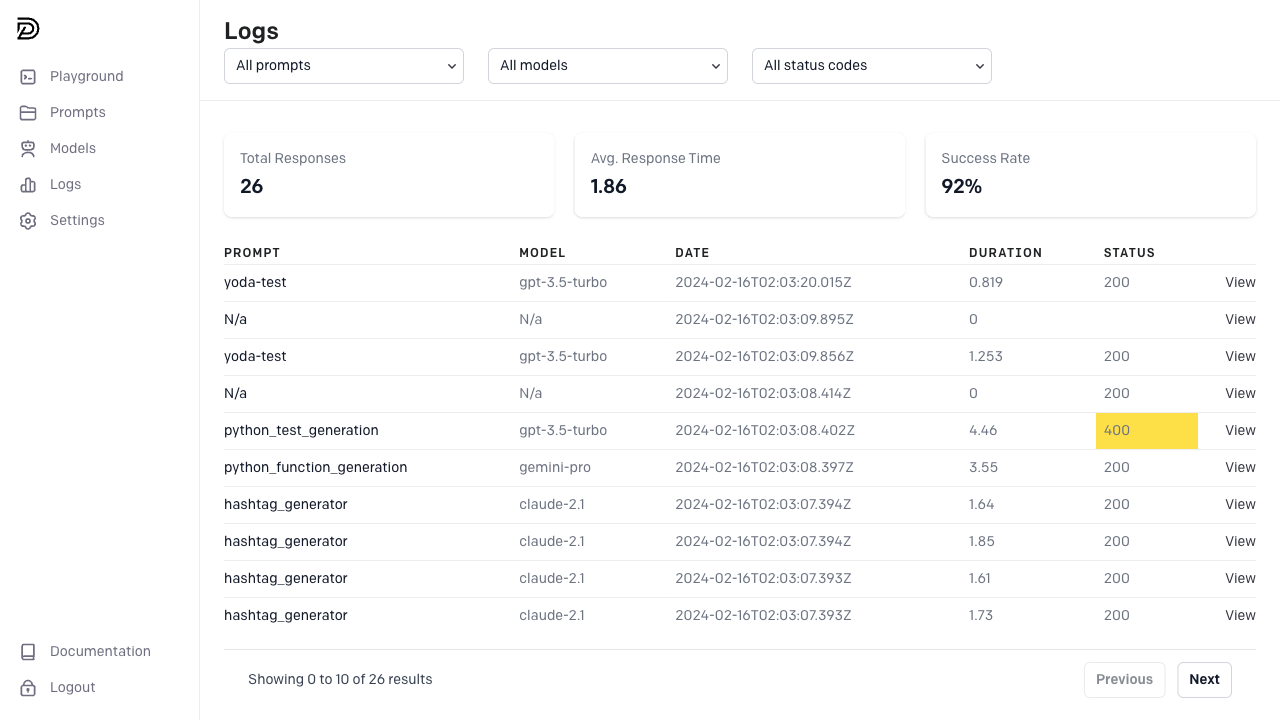 Logs
All prompts
All models
All status codes
Playground
Prompts
Models
Logs
Settings
Documentation
Logout
Total Responses
26
Avg. Response Time
1.86
Success Rate
92%
PROMPT MODEL DATE DURATION STATUS
yoda-test gpt-3.5-turbo 2024-02-16T02:03:20.015Z 0.819 200 View
N/a N/a 2024-02-16T02:03:09.895Z 0 View
yoda-test gpt-3.5-turbo 2024-02-16T02:03:09.856Z 1.253 200 View
N/a N/a 2024-02-16T02:03:08.414Z 0 200 View
python_test_generation gpt-3.5-turbo 2024-02-16T02:03:08.402Z 4.46 400 View
python_function_generation gemini-pro 2024-02-16T02:03:08.397Z 3.55 200 View
hashtag_generator claude-2.1 2024-02-16T02:03:07.394Z 1.64 200 View
hashtag_generator claude-2.1 2024-02-16T02:03:07.394Z 1.85 200 View
hashtag_generator claude-2.1 2024-02-16T02:03:07.393Z 1.61 200 View
hashtag_generator claude-2.1 2024-02-16T02:03:07.393Z 1.73 200 View
Showing 0 to 10 of 26 results
Previous
Next